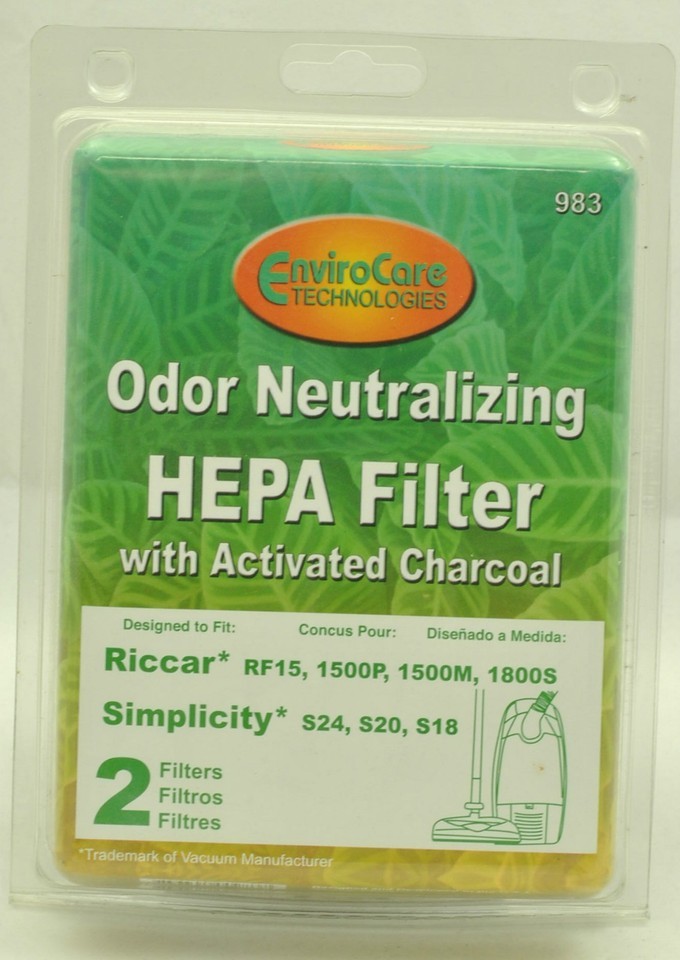 983
EnviroCare
TECHNOLOGIES
Odor Neutralizing
HEPA Filter
with Activated Charcoal
Designed to Fit: Concus Pour: Diseñado a Medida:
Riccar* RF15, 1500P, 1500M, 1800S
Simplicity* S24, S20, S18
2 Filters
Filtros
Filtres
*Trademark of Vacuum Manufacturer